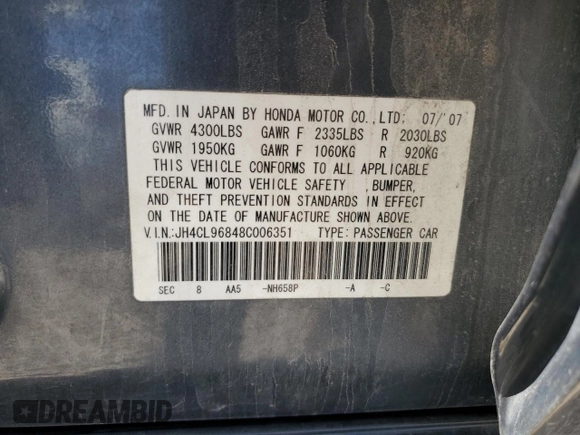 MFD. IN JAPAN BY HONDA MOTOR CO., LTD; 07/'07
GVWR 4300LBS GAWR F 2335LBS R 2030LBS
GVWR 1950KG GAWR F 1060KG R 920KG
THIS VEHICLE CONFORMS TO ALL APPLICABLE
FEDERAL MOTOR VEHICLE SAFETY , BUMPER,
AND THEFT PREVENTION STANDARDS IN EFFECT
ON THE DATE OF MANUFACTURE SHOWN ABOVE.
V.I.N.:JH4CL96848C006351 TYPE: PASSENGER CAR
SEC 8 AA5 -NH658P -A -C
DREAMBID